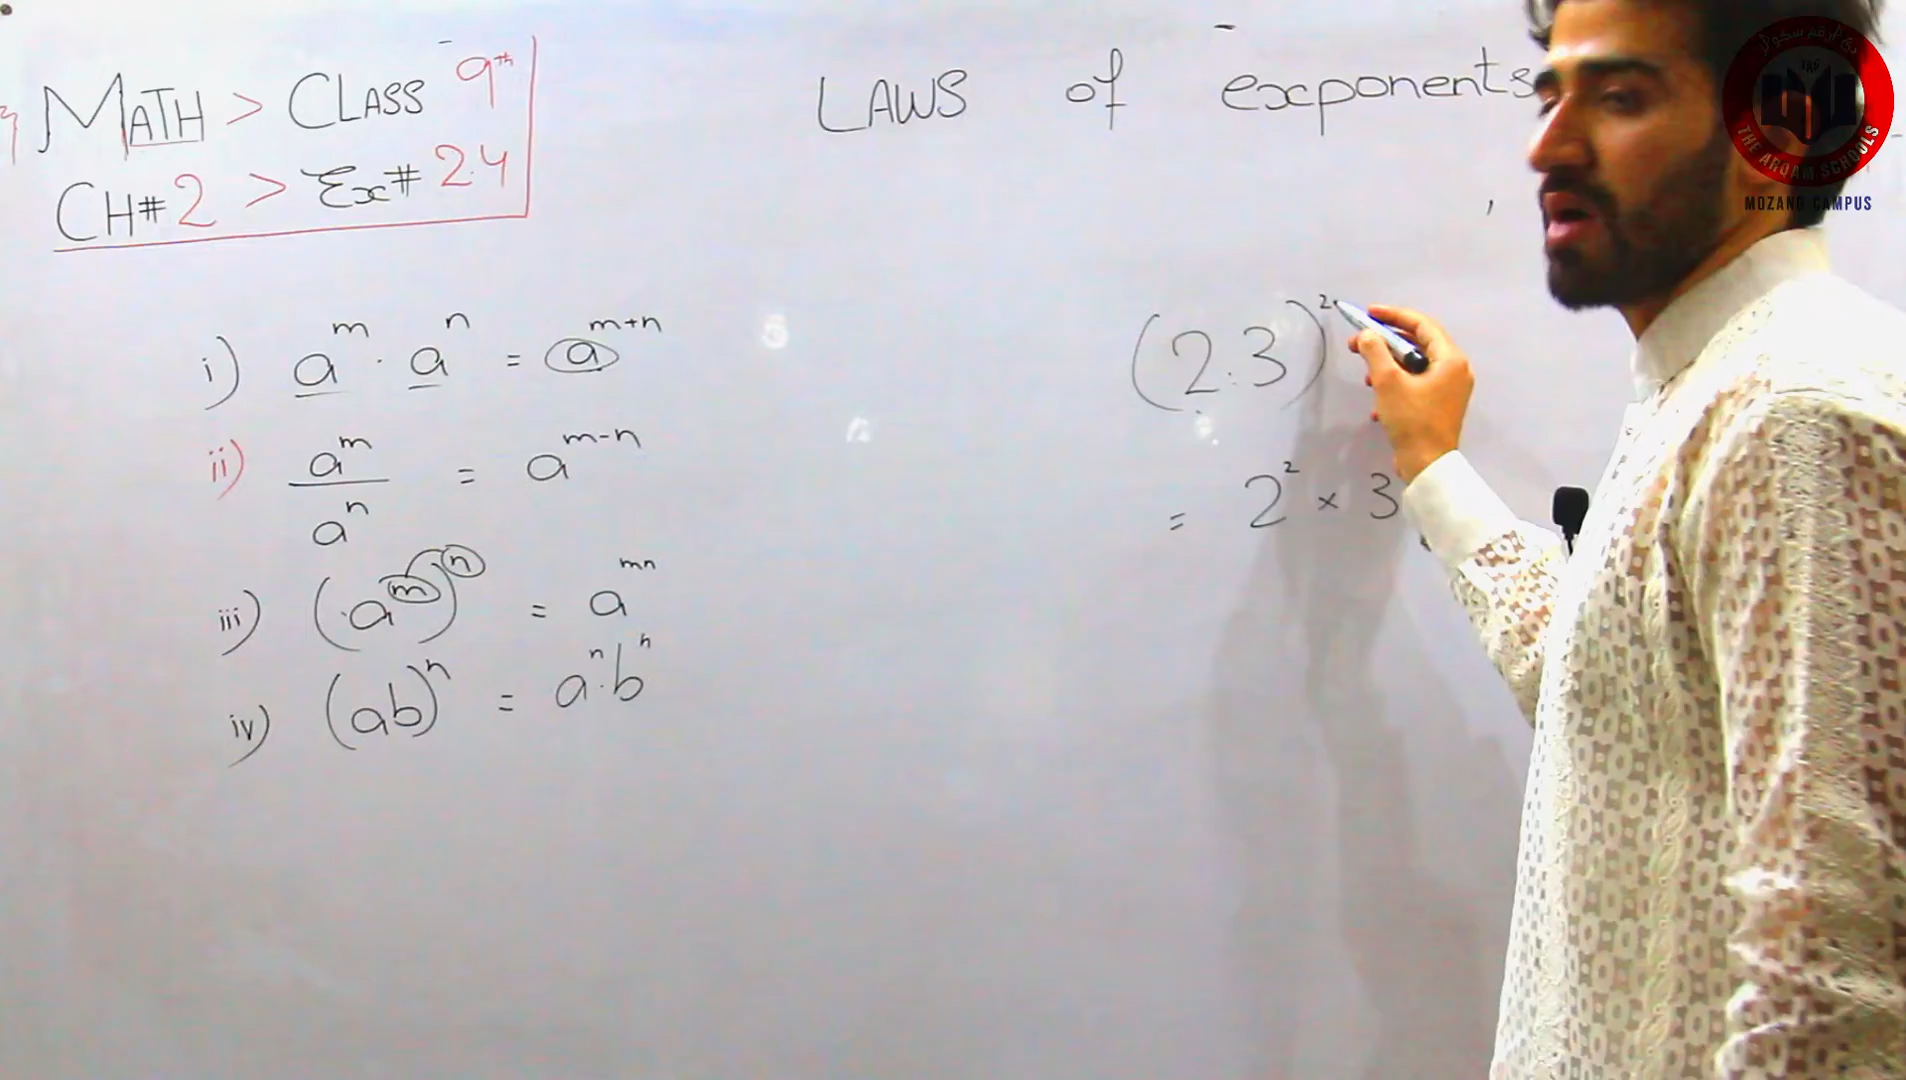 MATH > CLASS 9th
CH# 2 > Ex# 2.4
LAWS of exponents
i) a^m · a^n = a^{m+n}
ii) a^m / a^n = a^{m-n}
iii) (a^m)^n = a^{mn}
iv) (ab)^n = a^n · b^n
(2.3)^2
= 2^2 × 3
THE ARQAM SCHOOLS
MOZANG CAMPUS